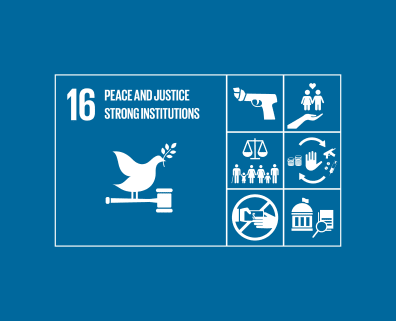 16 PEACE AND JUSTICE
STRONG INSTITUTIONS